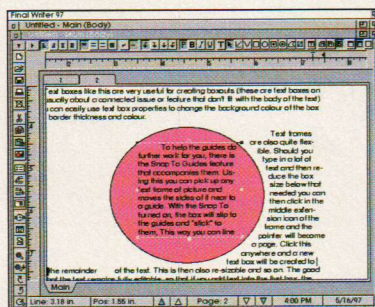 Final Writer 97
Untitled - Main (Body)
1 2
Text boxes like this are very useful for creating boxouts (these are text boxes on
usually about a connected issue or feature that don't fit with the body of the text)
can easily use text box properties to change the background colour of the box
border thickness and colour.
To help the guides do
further work for you, there is
the Snap To Guides feature
that accompanies them. Us-
ing this you can pick up any
text frame or picture and
moves the sides of it near to
a guide. With the Snap To
turned on, the box will slip to
the guides and "stick" to
them. This way you can line
Text frames
are also quite flex-
ible. Should you
type in a lot of
text and then re-
duce the box
size below that
needed you can
then click in the
middle exten-
sion icon of the
frame and the
pointer will become
a page. Click this
anywhere and a new
text box will be created to
the remainder of the text. This is then also re-sizable and so on. The good
Main
Line: 3.18 in. Pos: 1.55 in. Page: 2 4:00 PM 5/16/97